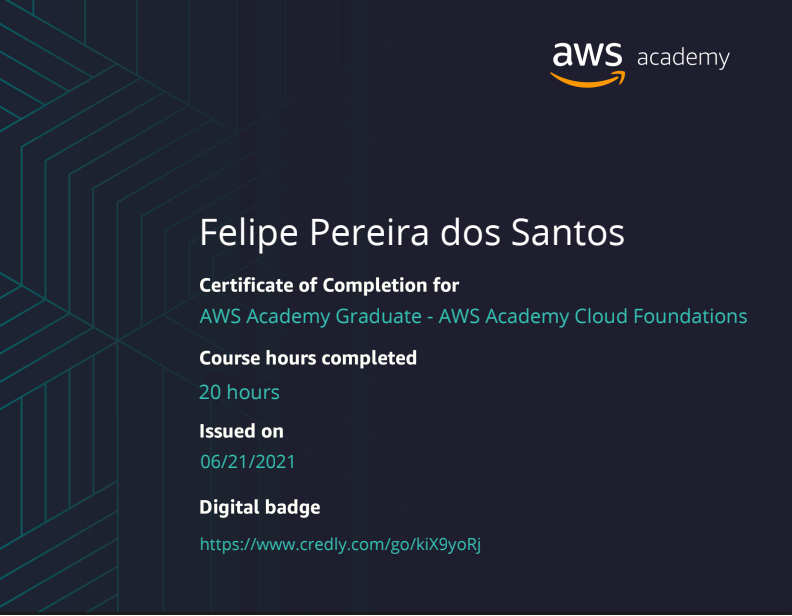 aws academy
Felipe Pereira dos Santos
Certificate of Completion for
AWS Academy Graduate - AWS Academy Cloud Foundations
Course hours completed
20 hours
Issued on
06/21/2021
Digital badge
https://www.credly.com/go/kiX9yoRj